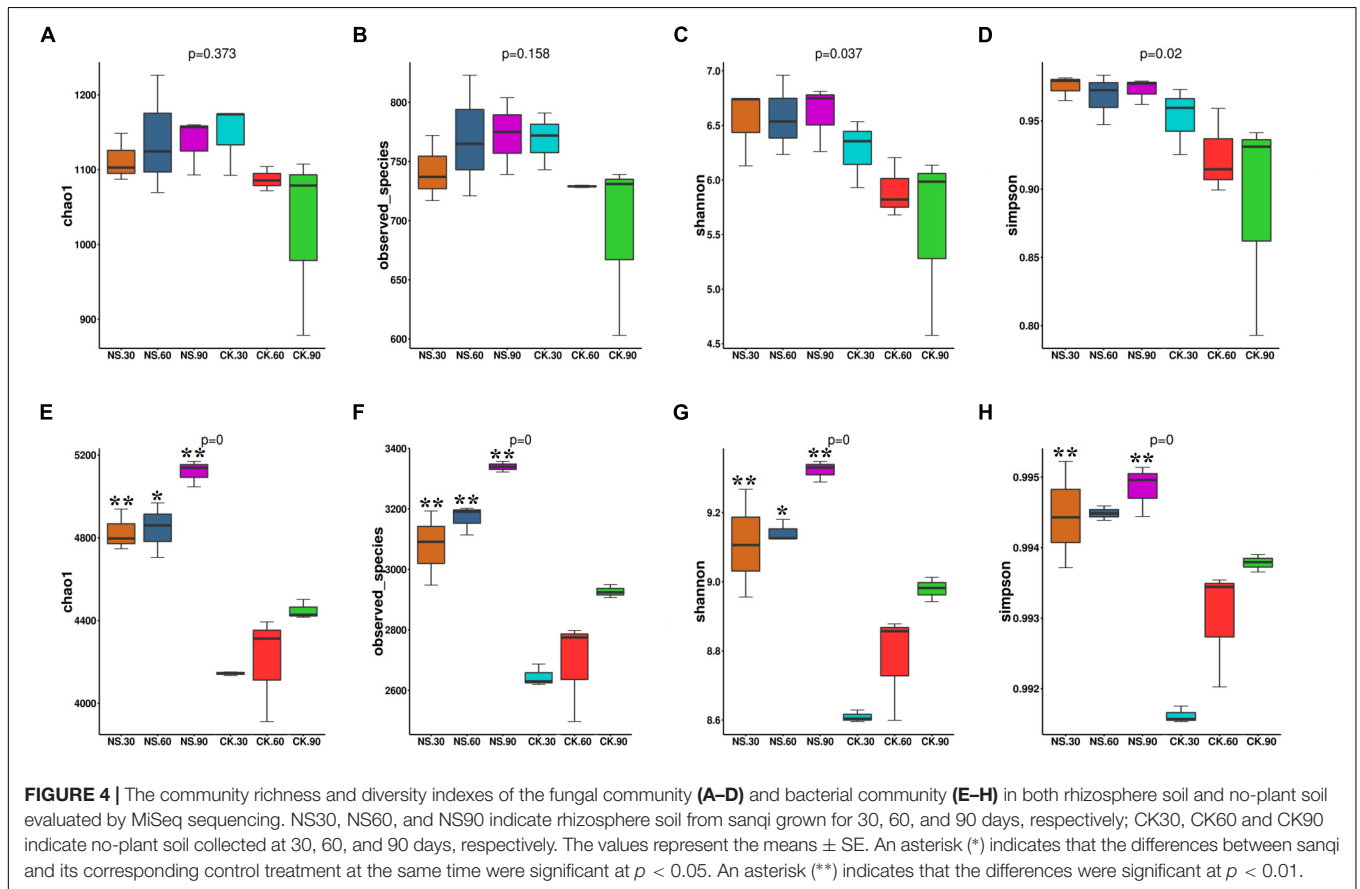 A
p=0.373
chao1
1200
1100
1000
900
NS.30 NS.60 NS.90 CK.30 CK.60 CK.90
B
p=0.158
observed_species
800
750
700
650
600
NS.30 NS.60 NS.90 CK.30 CK.60 CK.90
C
p=0.037
shannon
7.0
6.5
6.0
5.5
5.0
4.5
NS.30 NS.60 NS.90 CK.30 CK.60 CK.90
D
p=0.02
simpson
0.95
0.90
0.85
0.80
NS.30 NS.60 NS.90 CK.30 CK.60 CK.90
E
p=0
chao1
5200
4800
4400
4000
** * **
NS.30 NS.60 NS.90 CK.30 CK.60 CK.90
F
p=0
observed_species
3400
3200
3000
2800
2600
** ** **
NS.30 NS.60 NS.90 CK.30 CK.60 CK.90
G
p=0
shannon
9.2
9.0
8.8
8.6
** * **
NS.30 NS.60 NS.90 CK.30 CK.60 CK.90
H
p=0
simpson
0.995
0.994
0.993
0.992
** **
NS.30 NS.60 NS.90 CK.30 CK.60 CK.90
FIGURE 4 | The community richness and diversity indexes of the fungal community (A–D) and bacterial community (E–H) in both rhizosphere soil and no-plant soil
evaluated by MiSeq sequencing. NS30, NS60, and NS90 indicate rhizosphere soil from sanqi grown for 30, 60, and 90 days, respectively; CK30, CK60 and CK90
indicate no-plant soil collected at 30, 60, and 90 days, respectively. The values represent the means ± SE. An asterisk (*) indicates that the differences between sanqi
and its corresponding control treatment at the same time were significant at p < 0.05. An asterisk (**) indicates that the differences were significant at p < 0.01.